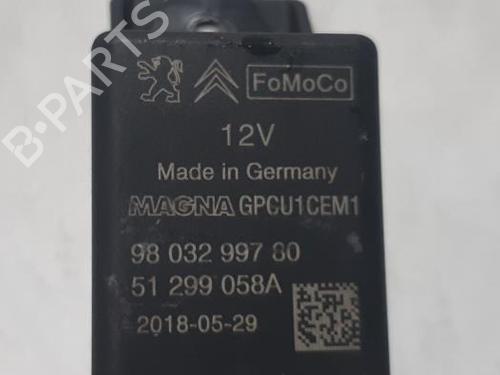 B-PARTS
FoMoCo
12V
Made in Germany
MAGNA GPCU1CEM1
98 032 997 80
51 299 058A
2018-05-29